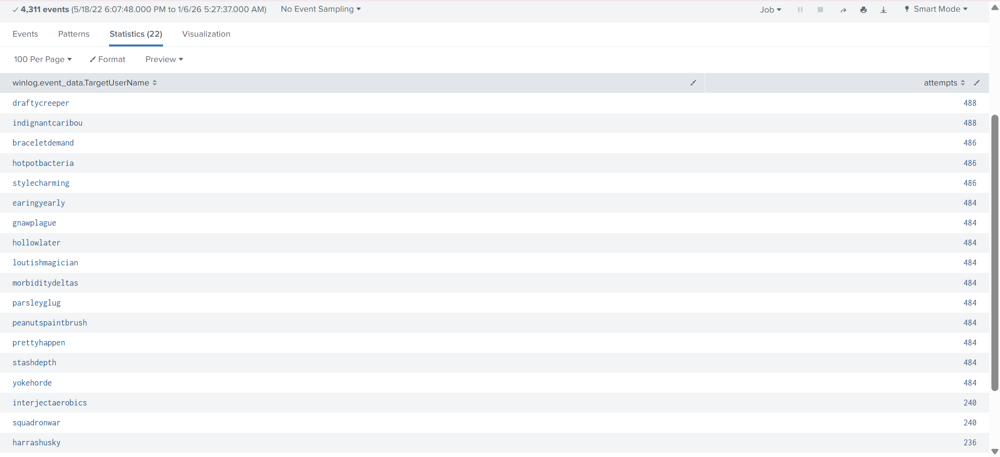 4,311 events (5/18/22 6:07:48.000 PM to 1/6/26 5:27:37.000 AM) No Event Sampling Job Smart Mode
Events Patterns Statistics (22) Visualization
100 Per Page Format Preview
winlog.event_data.TargetUserName attempts
draftycreeper 488
indignantcaribou 488
braceletdemand 486
hotpotbacteria 486
stylecharming 486
earingyearly 484
gnawplague 484
hollowlater 484
loutishmagician 484
morbiditydeltas 484
parsleyglug 484
peanutspaintbrush 484
prettyhappen 484
stashdepth 484
yokehorde 484
interjectaerobics 240
squadronwar 240
harrashusky 236